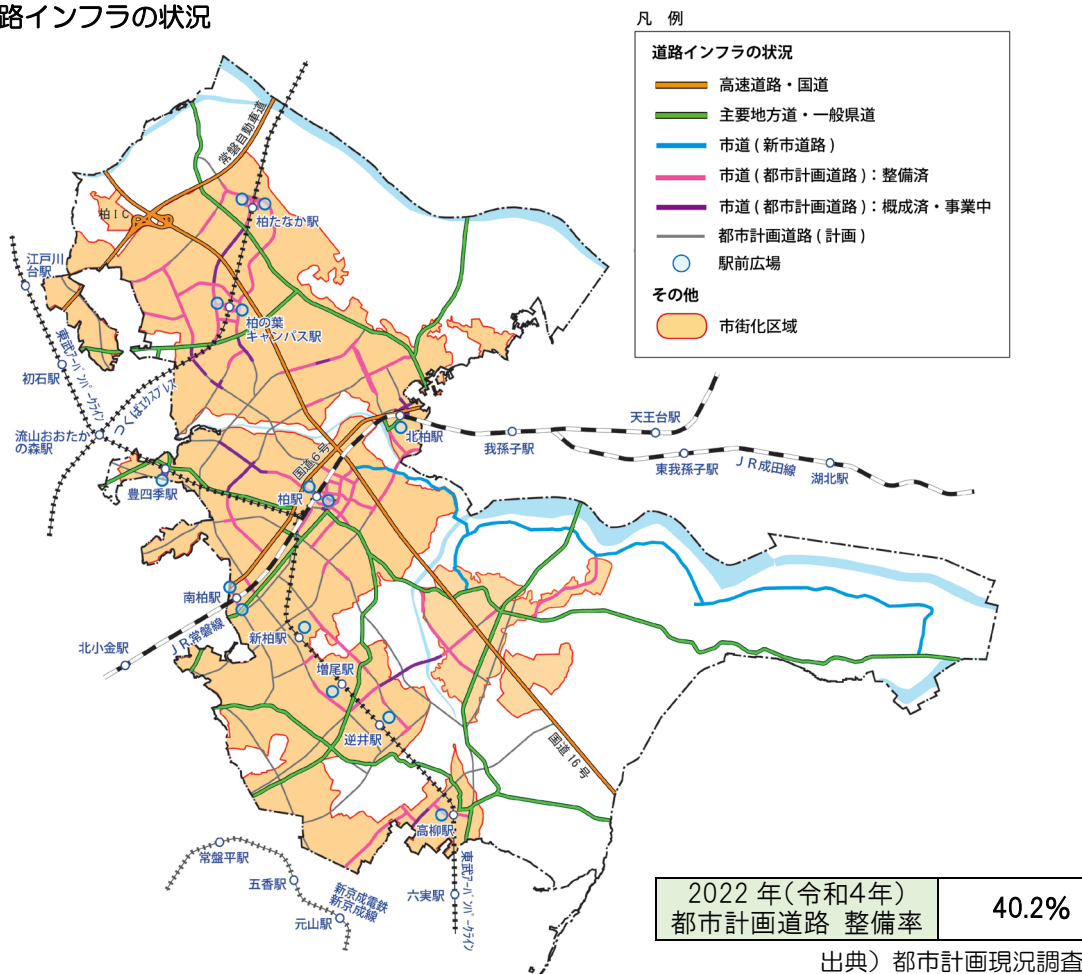 路インフラの状況
凡　例
道路インフラの状況
高速道路・国道
主要地方道・一般県道
市道(新市道路)
市道(都市計画道路)：整備済
市道(都市計画道路)：概成済・事業中
都市計画道路(計画)
駅前広場
その他
市街化区域
常磐自動車道
柏IC
柏たなか駅
江戸川
台駅
柏の葉
キャンパス駅
東武アーバンパークライン
初石駅
つくばエクスプレス
流山おおたか
の森駅
北柏駅
我孫子駅
天王台駅
東我孫子駅
JR成田線
湖北駅
国道6号
豊四季駅
柏駅
南柏駅
JR常磐線
新柏駅
北小金駅
増尾駅
逆井駅
国道16号
高柳駅
常盤平駅
五香駅
新京成電鉄
新京成線
元山駅
六実駅
東武アーバンパークライン
2022年(令和4年)
都市計画道路 整備率
40.2%
出典）都市計画現況調査